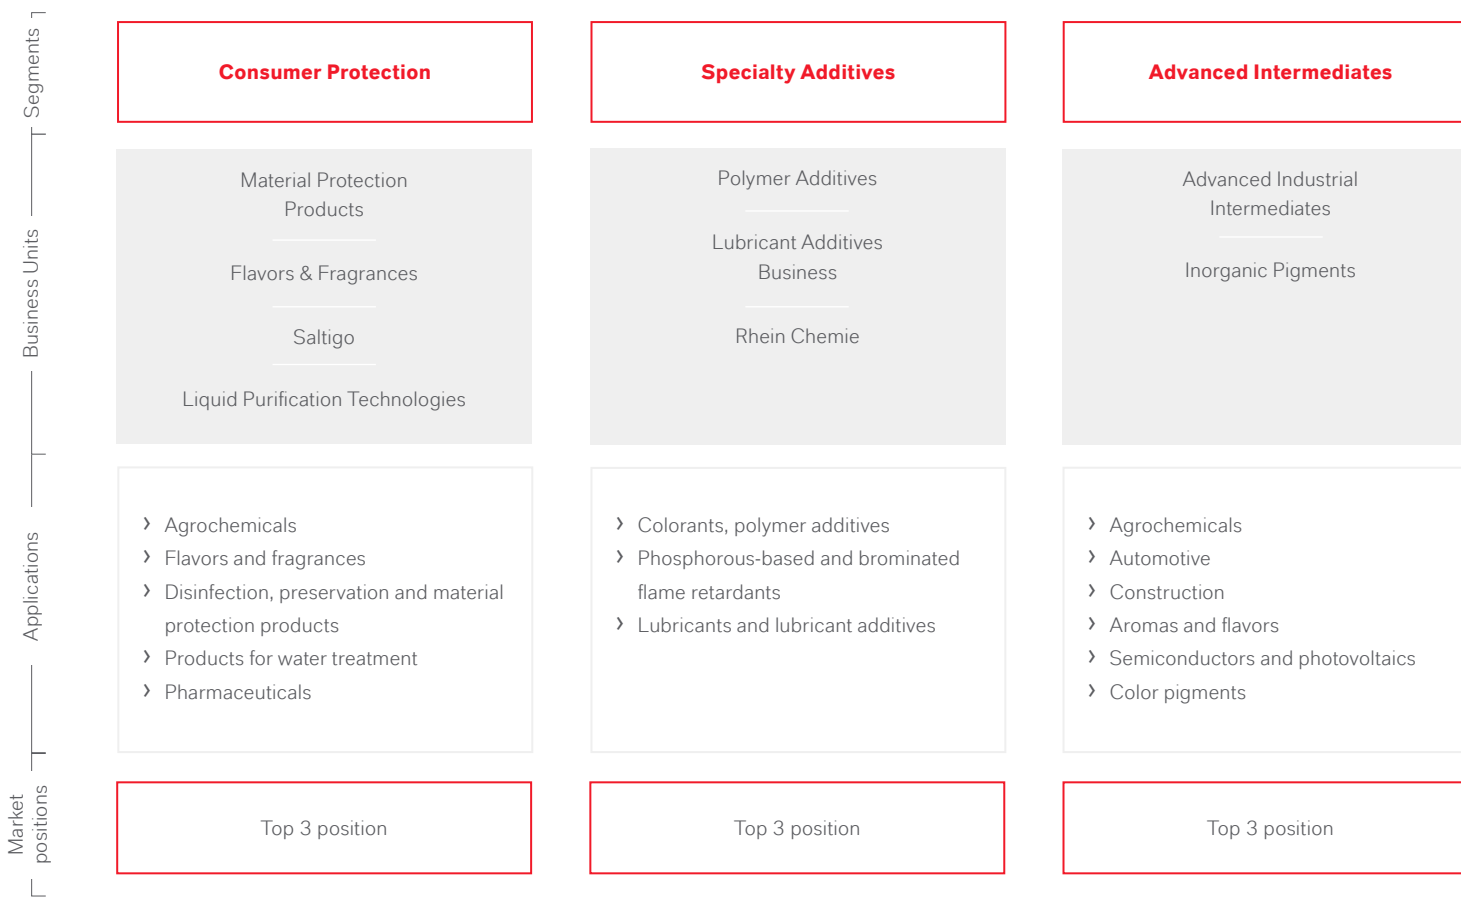 Segments
Consumer Protection
Specialty Additives
Advanced Intermediates
Business Units
Material Protection
Products
Flavors & Fragrances
Saltigo
Liquid Purification Technologies
Polymer Additives
Lubricant Additives
Business
Rhein Chemie
Advanced Industrial
Intermediates
Inorganic Pigments
Applications
› Agrochemicals
› Flavors and fragrances
› Disinfection, preservation and material
protection products
› Products for water treatment
› Pharmaceuticals
› Colorants, polymer additives
› Phosphorous-based and brominated
flame retardants
› Lubricants and lubricant additives
› Agrochemicals
› Automotive
› Construction
› Aromas and flavors
› Semiconductors and photovoltaics
› Color pigments
Market
positions
Top 3 position
Top 3 position
Top 3 position